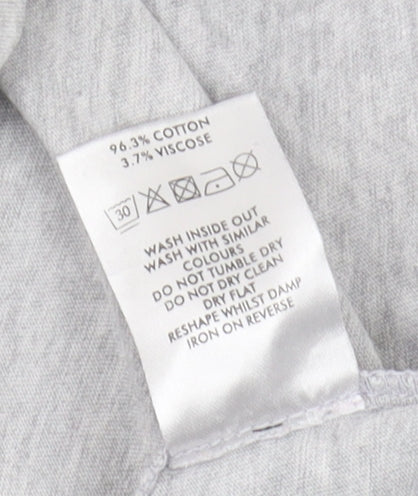 96.3% COTTON
3.7% VISCOSE
30
WASH INSIDE OUT
WASH WITH SIMILAR
COLOURS
DO NOT TUMBLE DRY
DO NOT DRY CLEAN
DRY FLAT
RESHAPE WHILST DAMP
IRON ON REVERSE